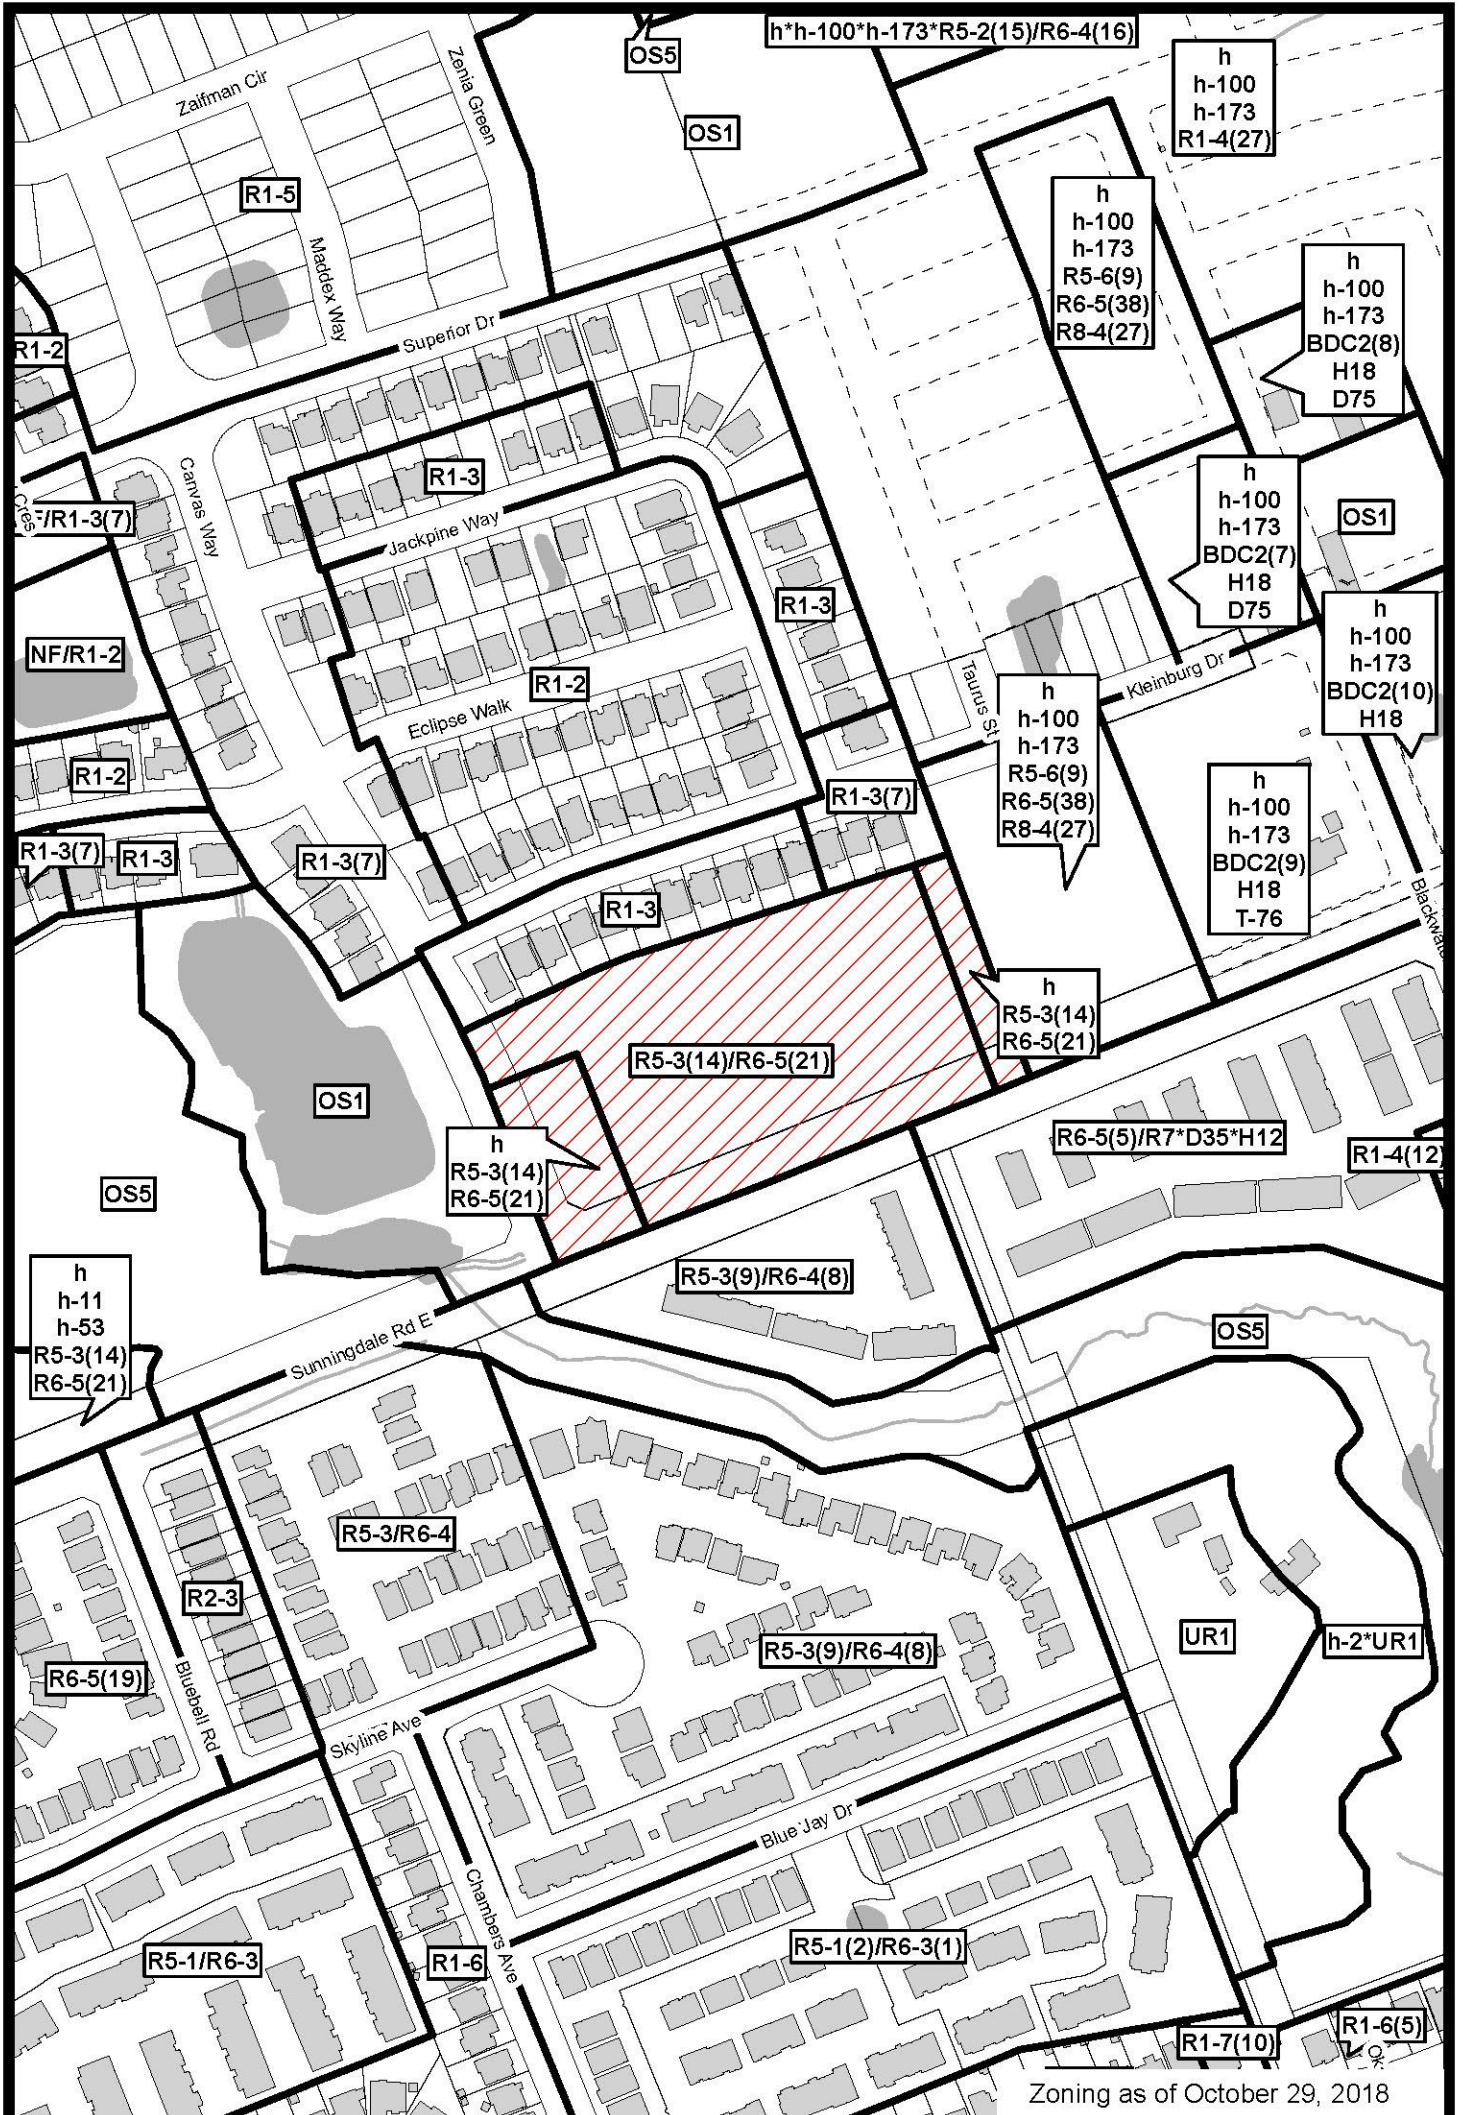 h*h-100*h-173*R5-2(15)/R6-4(16)
OS5
h
h-100
h-173
R1-4(27)
Zaifman Cir
Zenia Green
OS1
R1-5
h
h-100
h-173
R5-6(9)
R6-5(38)
R8-4(27)
Maddex Way
h
h-100
h-173
BDC2(8)
H18
D75
R1-2
Superior Dr
R1-3
Canvas Way
Cres
F/R1-3(7)
Jackpine Way
h
h-100
h-173
BDC2(7)
H18
D75
OS1
R1-3
h
h-100
h-173
BDC2(10)
H18
NF/R1-2
R1-2
Eclipse Walk
Taurus St
Kleinburg Dr
h
h-100
h-173
R5-6(9)
R6-5(38)
R8-4(27)
R1-2
R1-3(7)
h
h-100
h-173
BDC2(9)
H18
T-76
R1-3(7)
R1-3
R1-3(7)
R1-3
h
R5-3(14)
R6-5(21)
R5-3(14)/R6-5(21)
OS1
h
R5-3(14)
R6-5(21)
R6-5(5)/R7*D35*H12
R1-4(12)
OS5
R5-3(9)/R6-4(8)
h
h-11
h-53
R5-3(14)
R6-5(21)
Sunningdale Rd E
OS5
R5-3/R6-4
R2-3
R6-5(19)
Bluebell Rd
R5-3(9)/R6-4(8)
UR1
h-2*UR1
Skyline Ave
Blue Jay Dr
Chambers Ave
R5-1/R6-3
R1-6
R5-1(2)/R6-3(1)
R1-7(10)
R1-6(5)
Zoning as of October 29, 2018